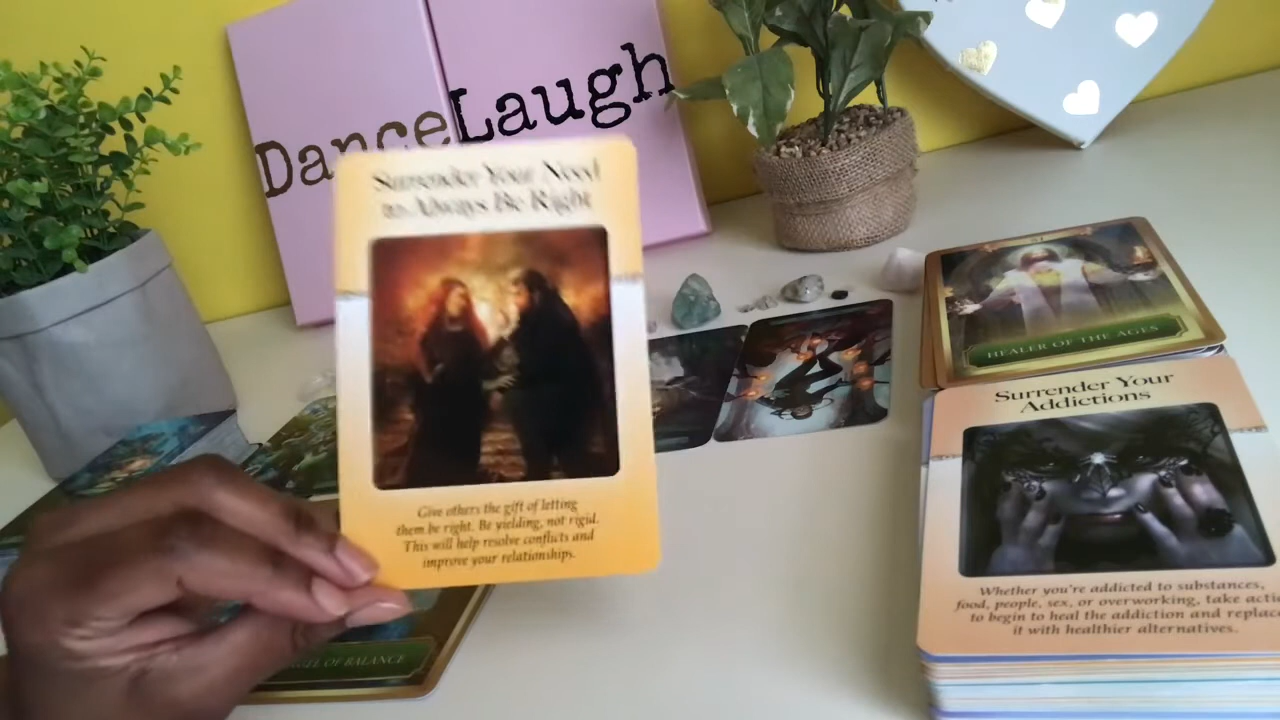 DanceLaugh
Surrender Your Need
to Always Be Right
Give others the gift of letting
them be right. Be yielding, not rigid.
This will help resolve conflicts and
improve your relationships.
HEALER OF THE AGES
Surrender Your
Addictions
Whether you're addicted to substances,
food, people, sex, or overworking, take
to begin to heal the addiction and
it with healthier alternatives.
OF BALANCE